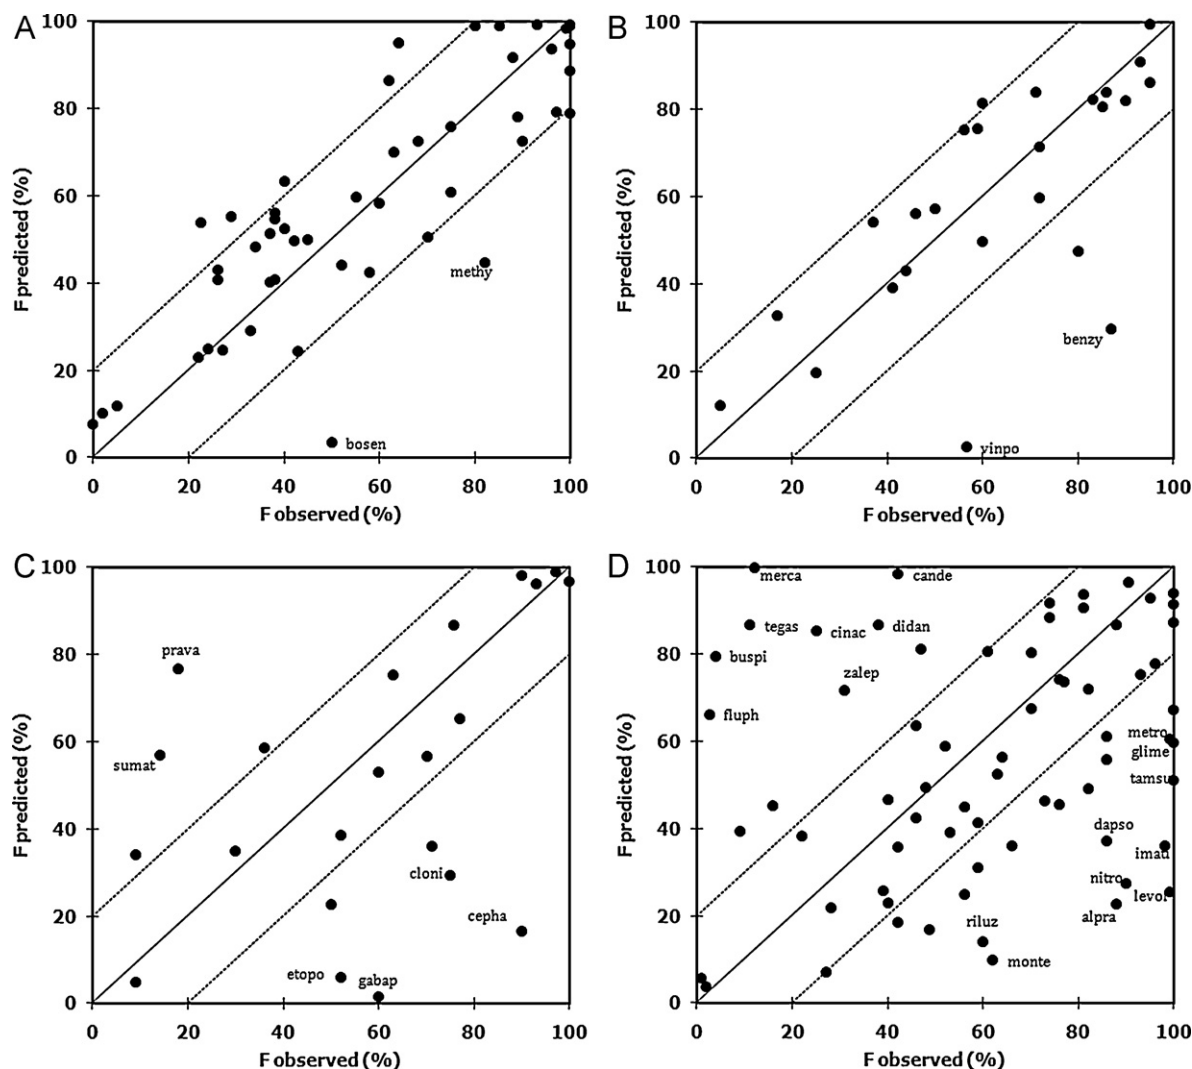 A
100
80
60
40
20
0
F predicted (%)
methy
bosen
0 20 40 60 80 100
F observed (%)
B
100
80
60
40
20
0
F predicted (%)
benzy
vinpo
0 20 40 60 80 100
F observed (%)
C
100
80
60
40
20
0
F predicted (%)
prava
sumat
cloni
cepha
etopo
gabap
0 20 40 60 80 100
F observed (%)
D
100
80
60
40
20
0
F predicted (%)
merca
cande
tegas
cinac
didan
buspi
zalep
fluph
metro
glime
tamsu
dapso
imati
nitro
levof
alpra
riluz
monte
0 20 40 60 80 100
F observed (%)